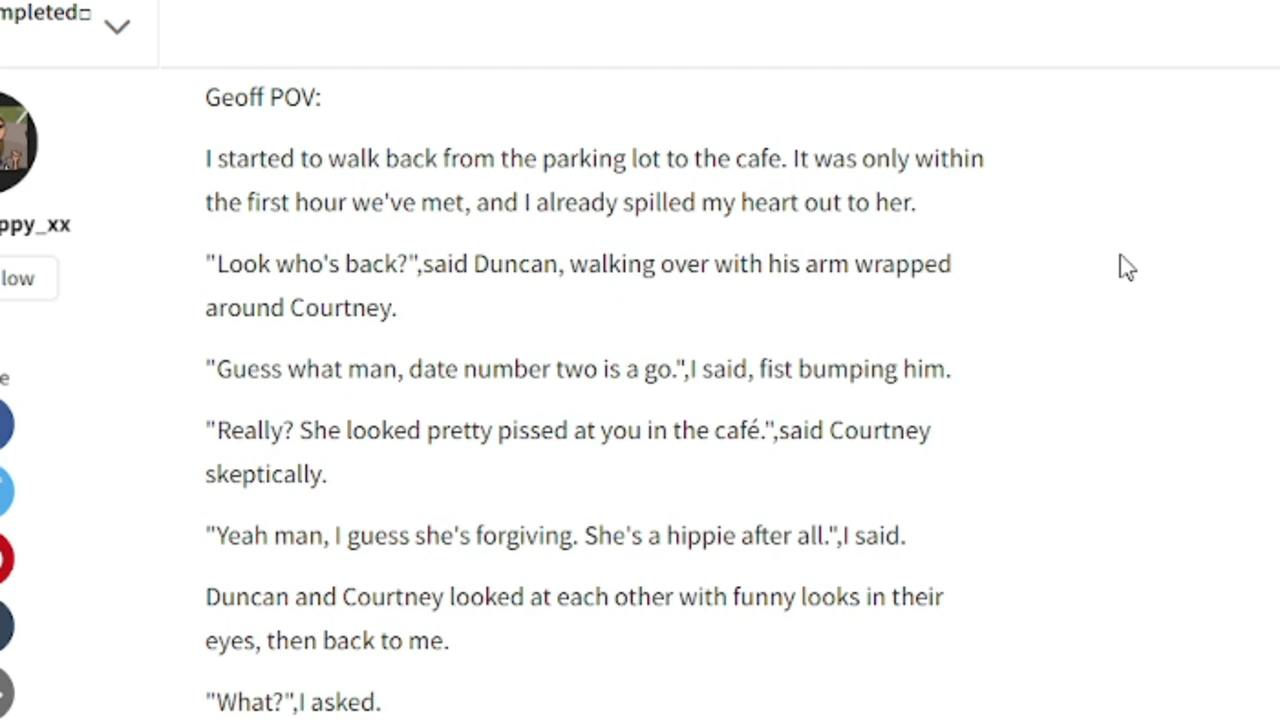 mpleted
Geoff POV:
I started to walk back from the parking lot to the cafe. It was only within
the first hour we've met, and I already spilled my heart out to her.
ppy_xx
"Look who's back?",said Duncan, walking over with his arm wrapped
low
around Courtney.
"Guess what man, date number two is a go.",I said, fist bumping him.
e
"Really? She looked pretty pissed at you in the café.",said Courtney
skeptically.
"Yeah man, I guess she's forgiving. She's a hippie after all.",I said.
Duncan and Courtney looked at each other with funny looks in their
eyes, then back to me.
"What?",I asked.